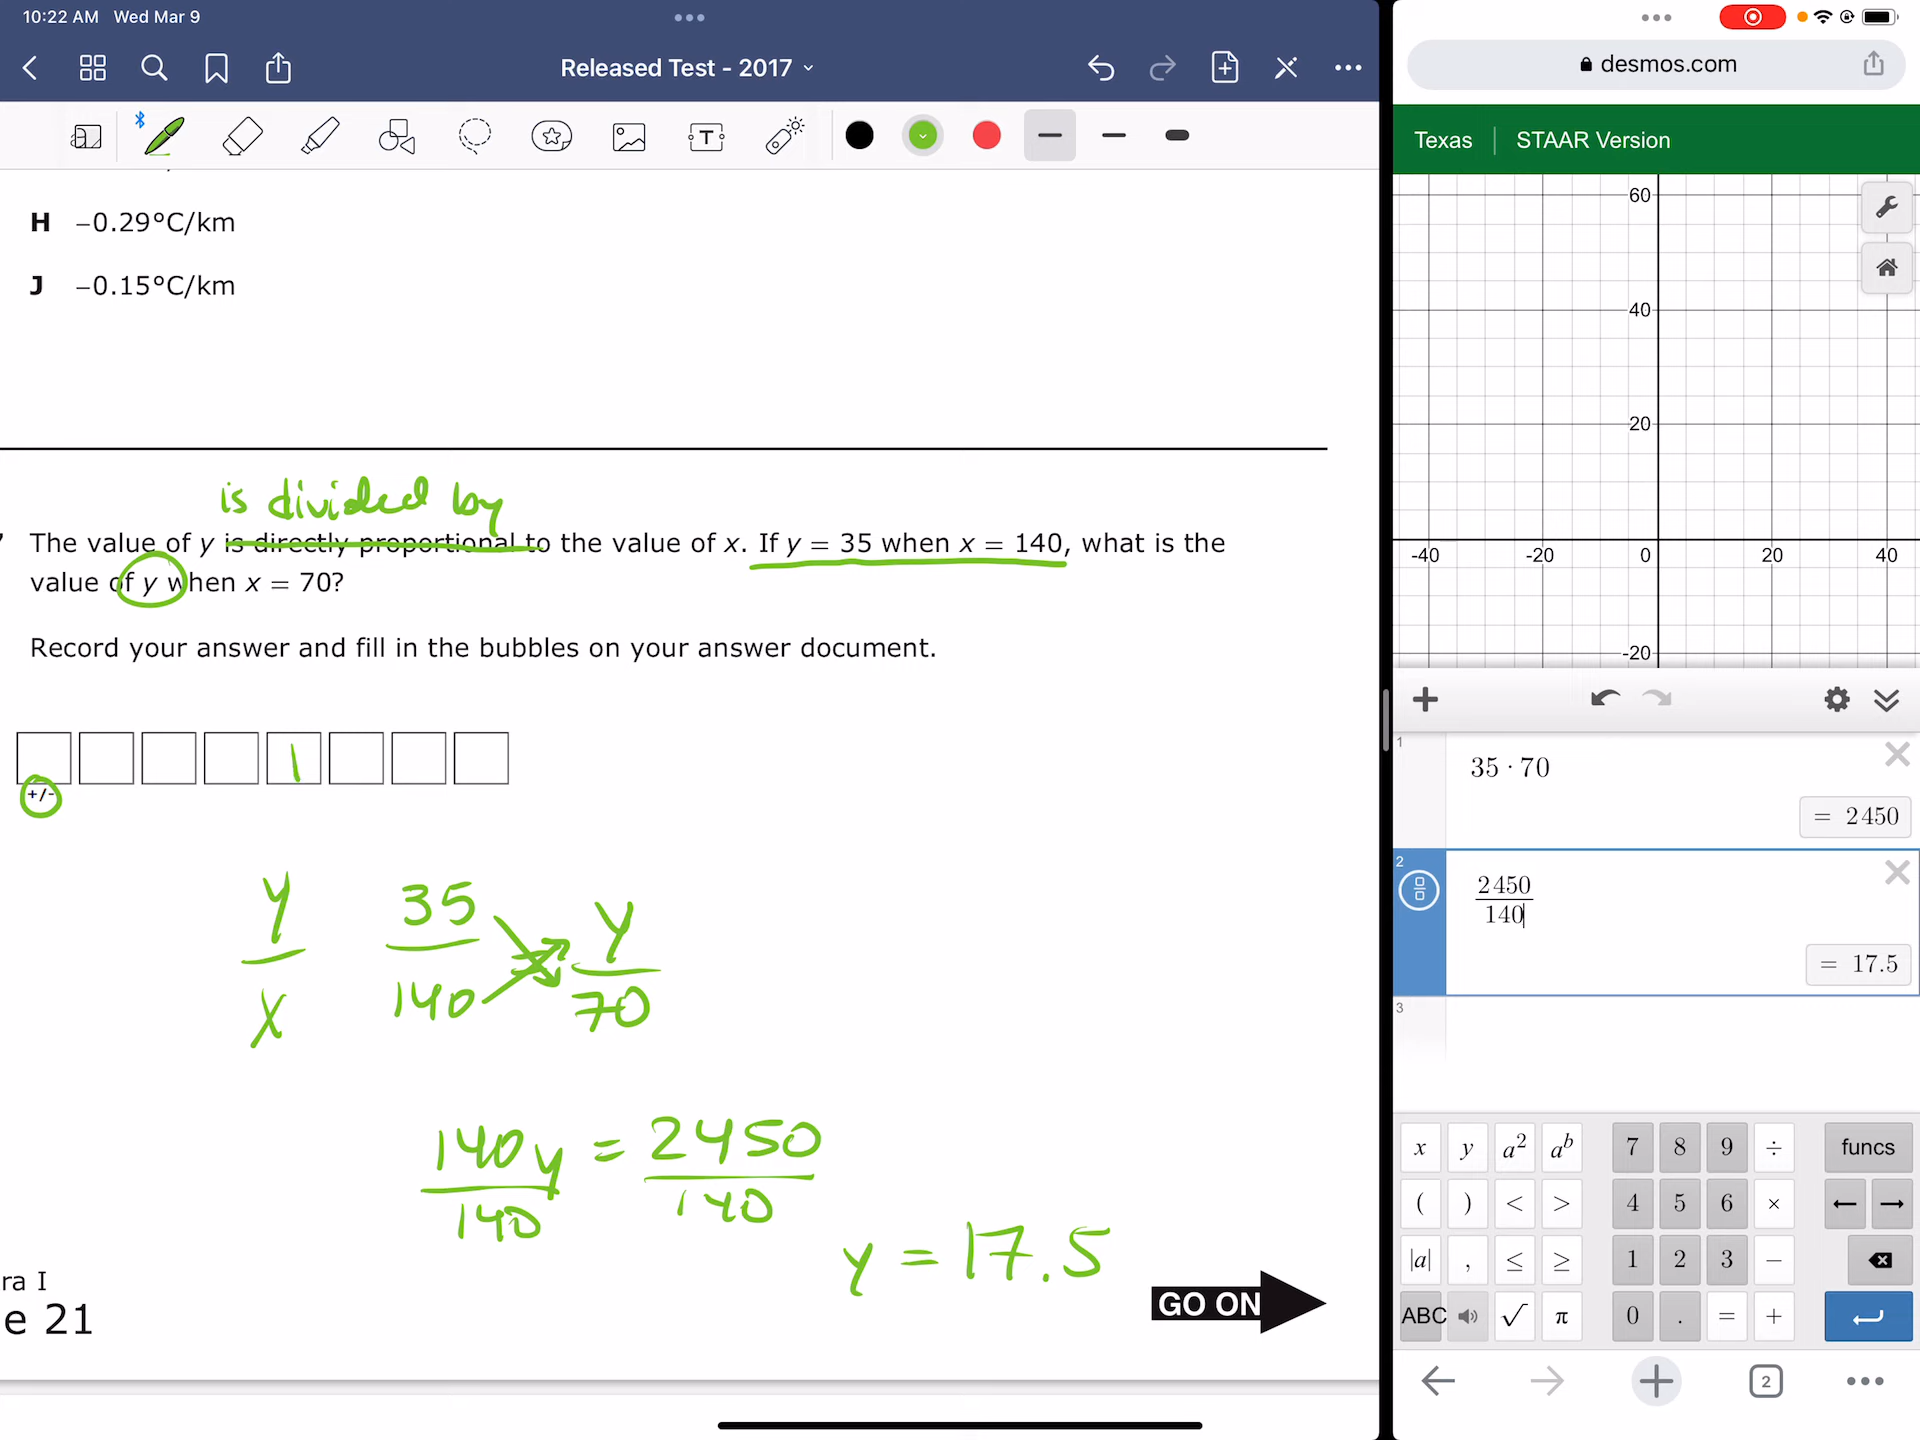 10:22 AM Wed Mar 9
Released Test - 2017
H −0.29°C/km
J −0.15°C/km
is divided by
The value of y is directly proportional to the value of x. If y = 35 when x = 140, what is the
value of y when x = 70?
Record your answer and fill in the bubbles on your answer document.
1
+/-
y 35 y
x 140 70
140y = 2450
140 140
y = 17.5
ra I
e 21
GO ON
desmos.com
Texas STAAR Version
60
40
20
-40 -20 0 20 40
-20
1
35 · 70
= 2450
2
2450
140
= 17.5
3
x y a² aᵇ 7 8 9 ÷ funcs
( ) < > 4 5 6 × ← →
|a| , ≤ ≥ 1 2 3 −
ABC √ π 0 . = +
2